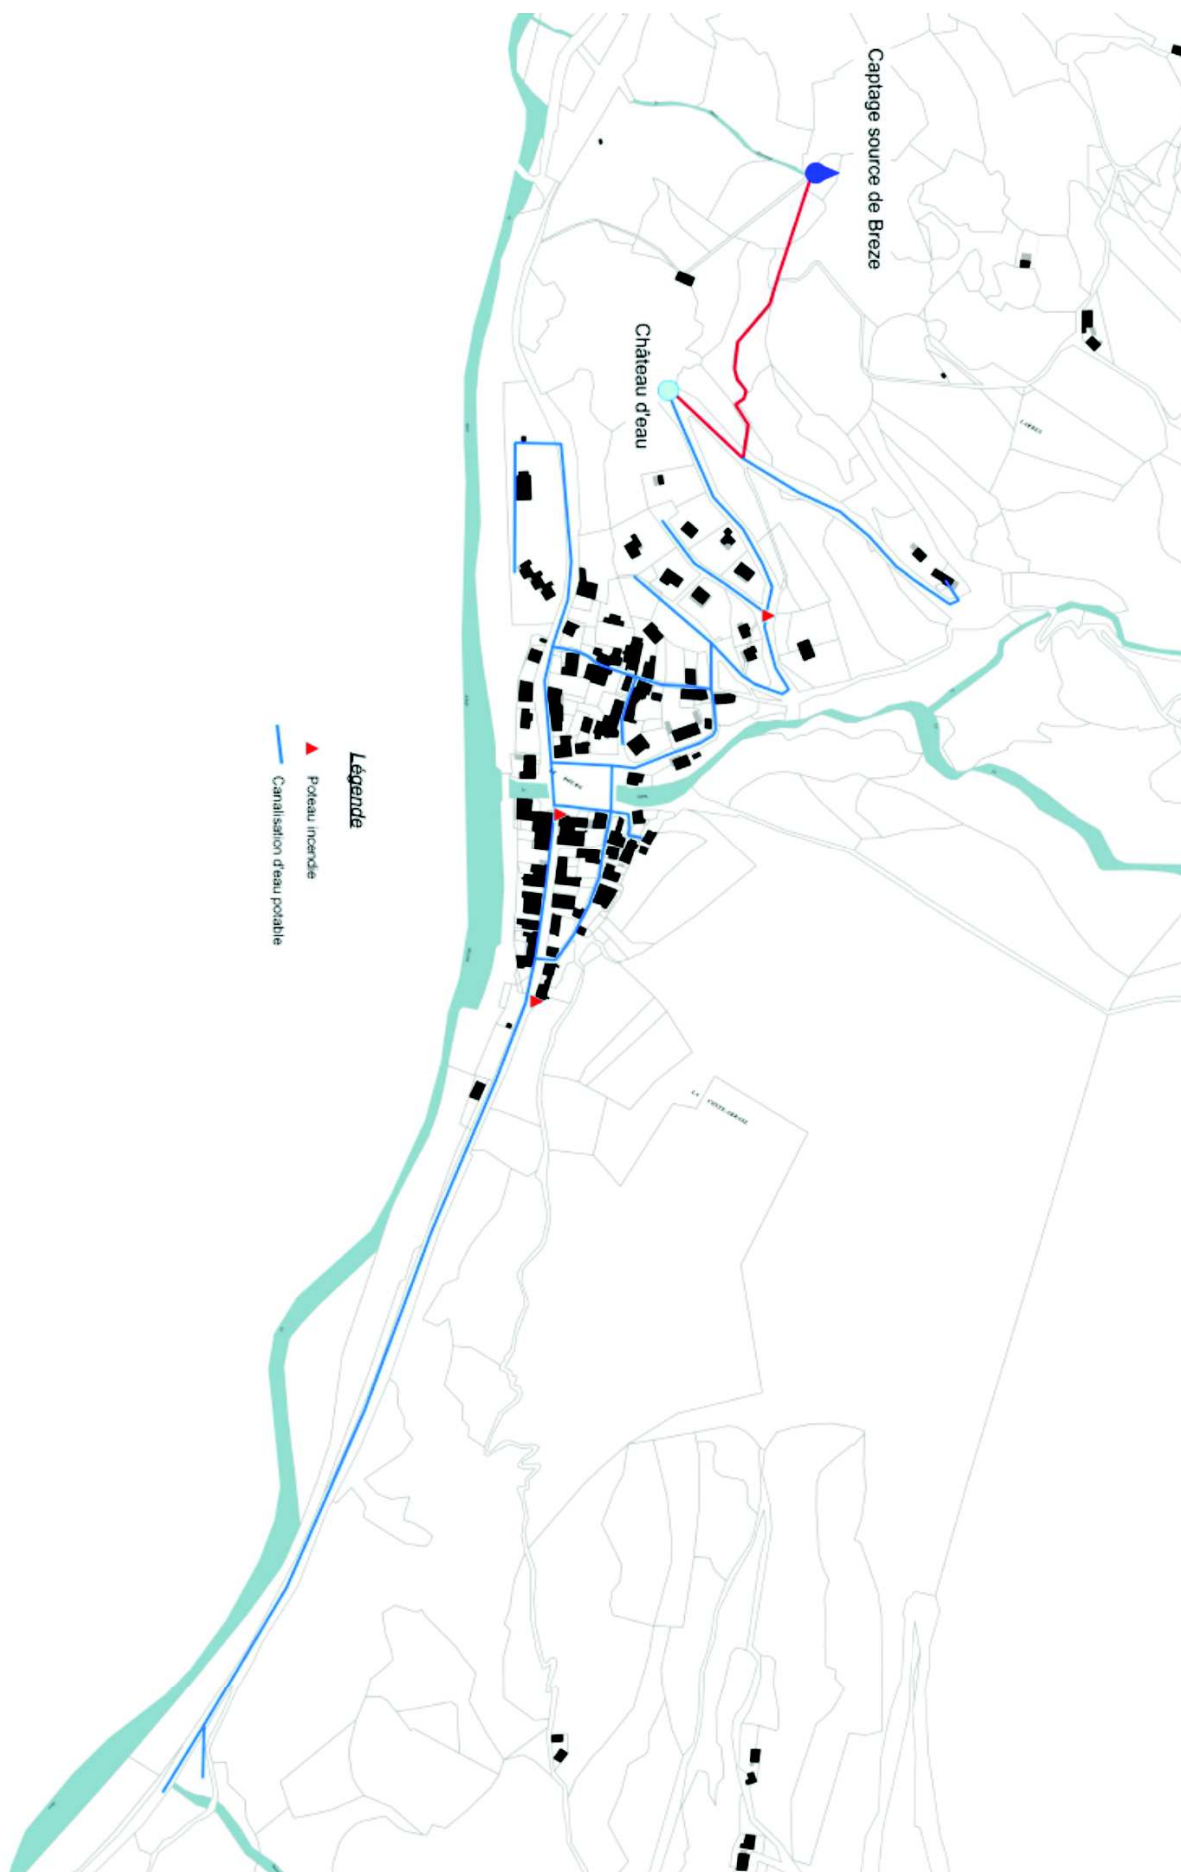 Captage source de Breze
Château d'eau
Légende
Poteau incendie
Canalisation d'eau potable